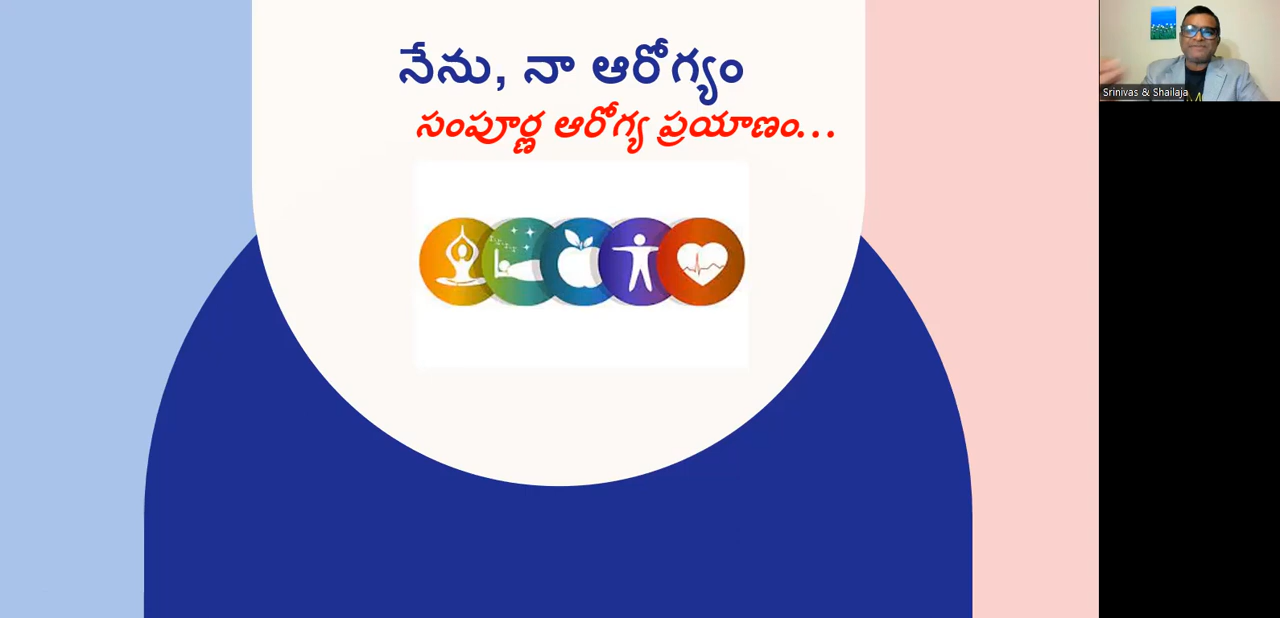 నేను, నా ఆరోగ్యం
సంపూర్ణ ఆరోగ్య ప్రయాణం...
Srinivas & Shailaja